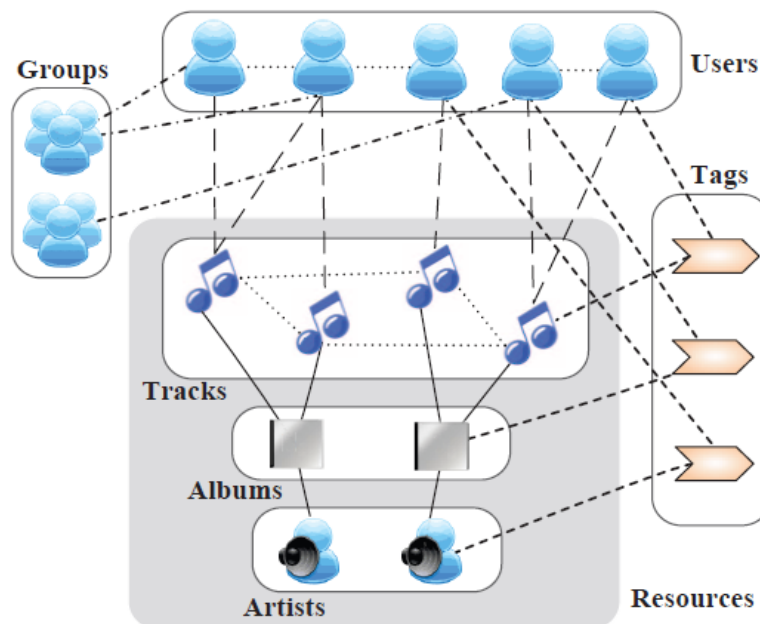 Groups
Users
Tags
Tracks
Albums
Artists
Resources